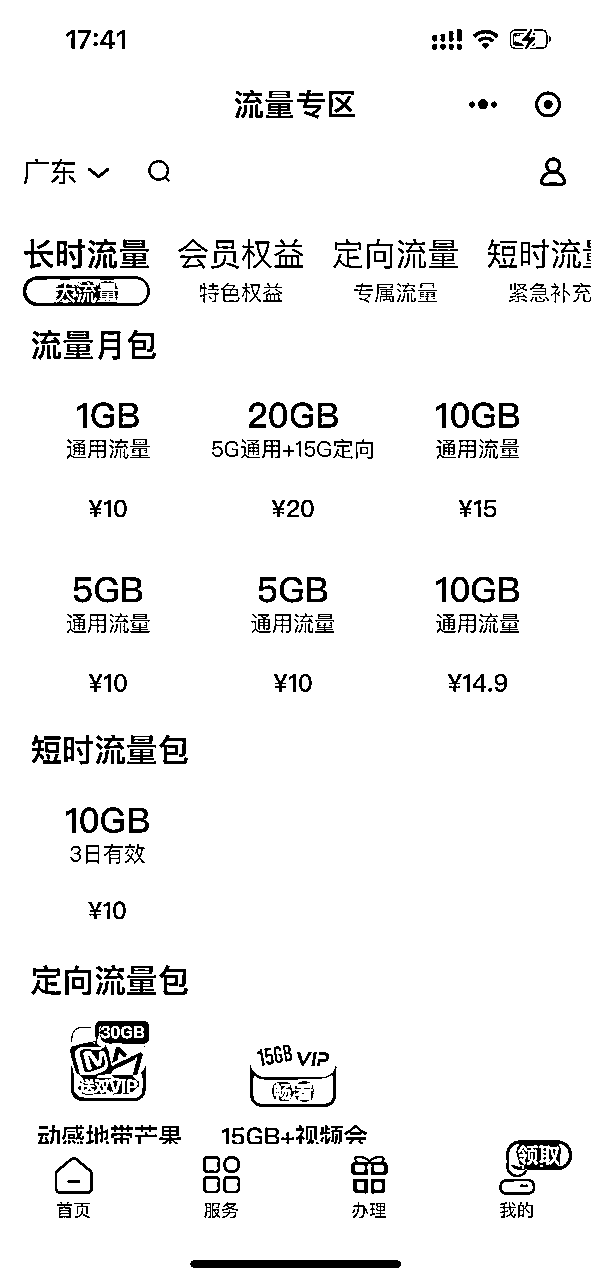 17:41
流量专区
广东
长时流量 会员权益 定向流量 短时流量
大流量 特色权益 专属流量 紧急补充
流量月包
1GB 20GB 10GB
通用流量 5G通用+15G定向 通用流量
¥10 ¥20 ¥15
5GB 5GB 10GB
通用流量 通用流量 通用流量
¥10 ¥10 ¥14.9
短时流量包
10GB
3日有效
¥10
定向流量包
30GB
送双VIP
15GB VIP
畅看
动感地带芒果 15GB+视频会
领取
首页 服务 办理 我的